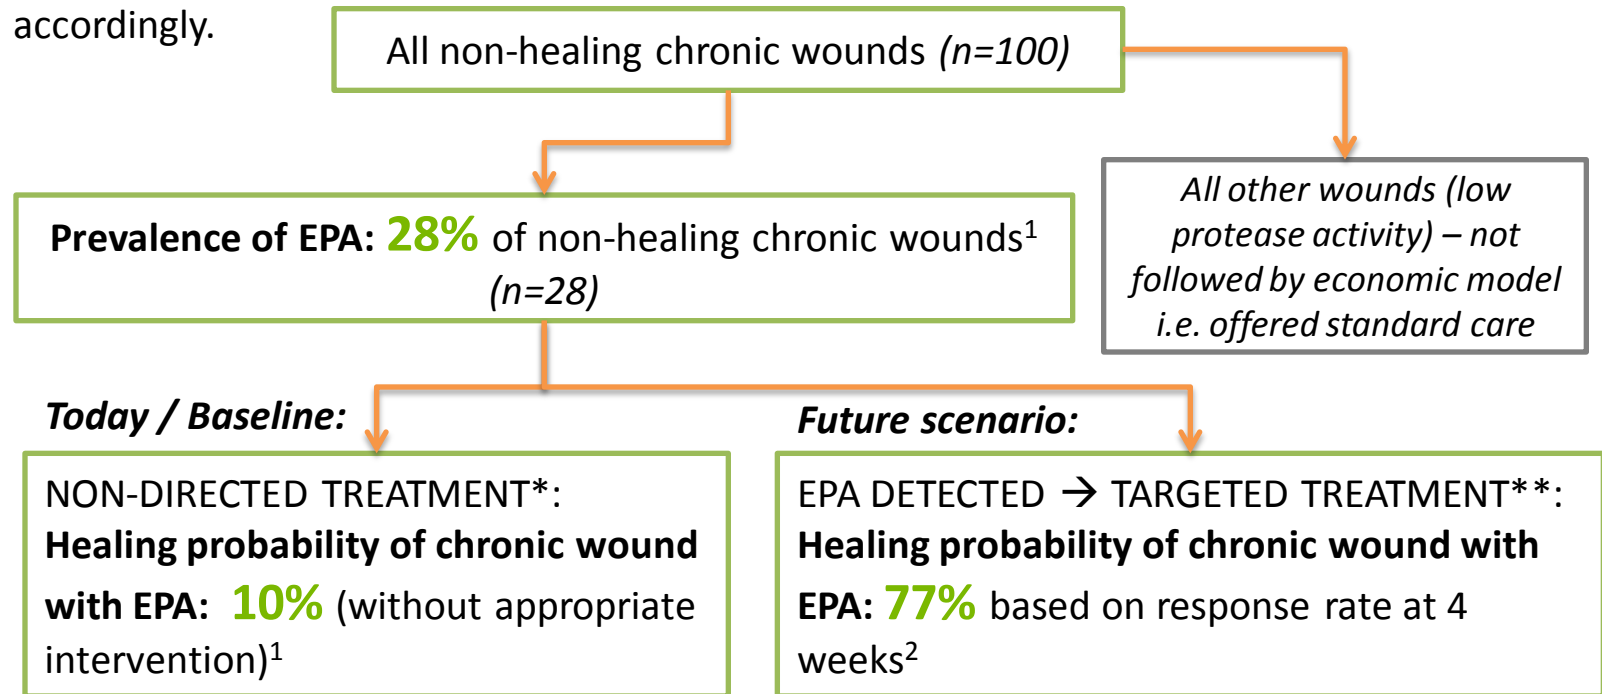 accordingly.
All non-healing chronic wounds (n=100)
Prevalence of EPA: 28% of non-healing chronic wounds¹
(n=28)
All other wounds (low
protease activity) – not
followed by economic model
i.e. offered standard care
Today / Baseline:
NON-DIRECTED TREATMENT*:
Healing probability of chronic wound
with EPA: 10% (without appropriate
intervention)¹
Future scenario:
EPA DETECTED → TARGETED TREATMENT**:
Healing probability of chronic wound with
EPA: 77% based on response rate at 4
weeks²